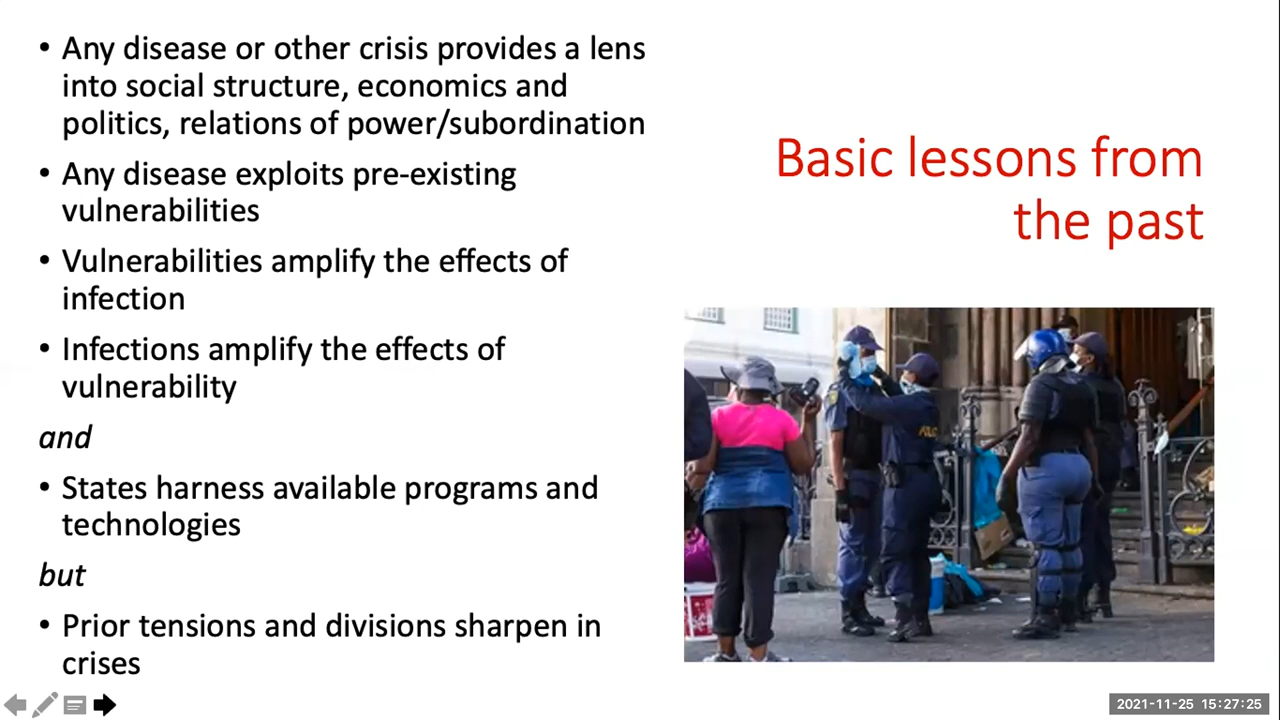 • Any disease or other crisis provides a lens
into social structure, economics and
politics, relations of power/subordination
• Any disease exploits pre-existing
vulnerabilities
• Vulnerabilities amplify the effects of
infection
• Infections amplify the effects of
vulnerability
and
• States harness available programs and
technologies
but
• Prior tensions and divisions sharpen in
crises
Basic lessons from
the past
2021-11-25 15:27:25